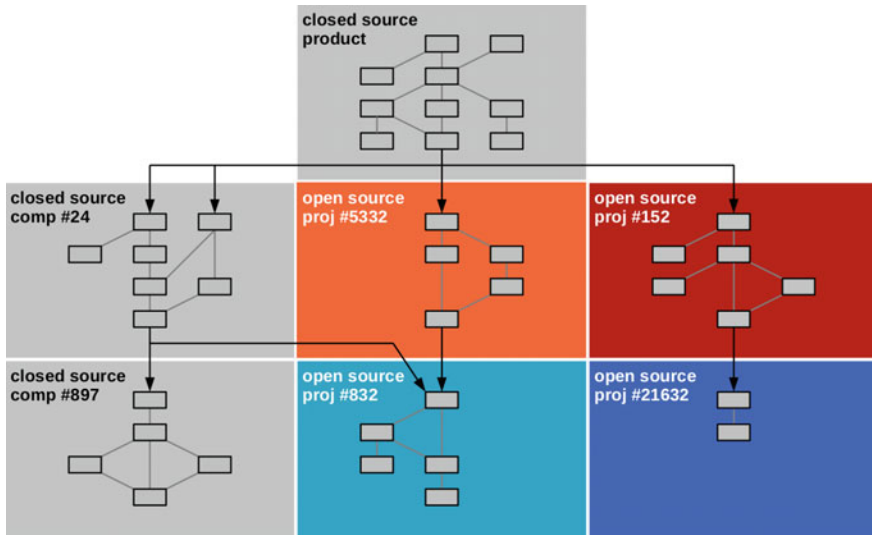 closed source
product
closed source
comp #24
open source
proj #5332
open source
proj #152
closed source
comp #897
open source
proj #832
open source
proj #21632